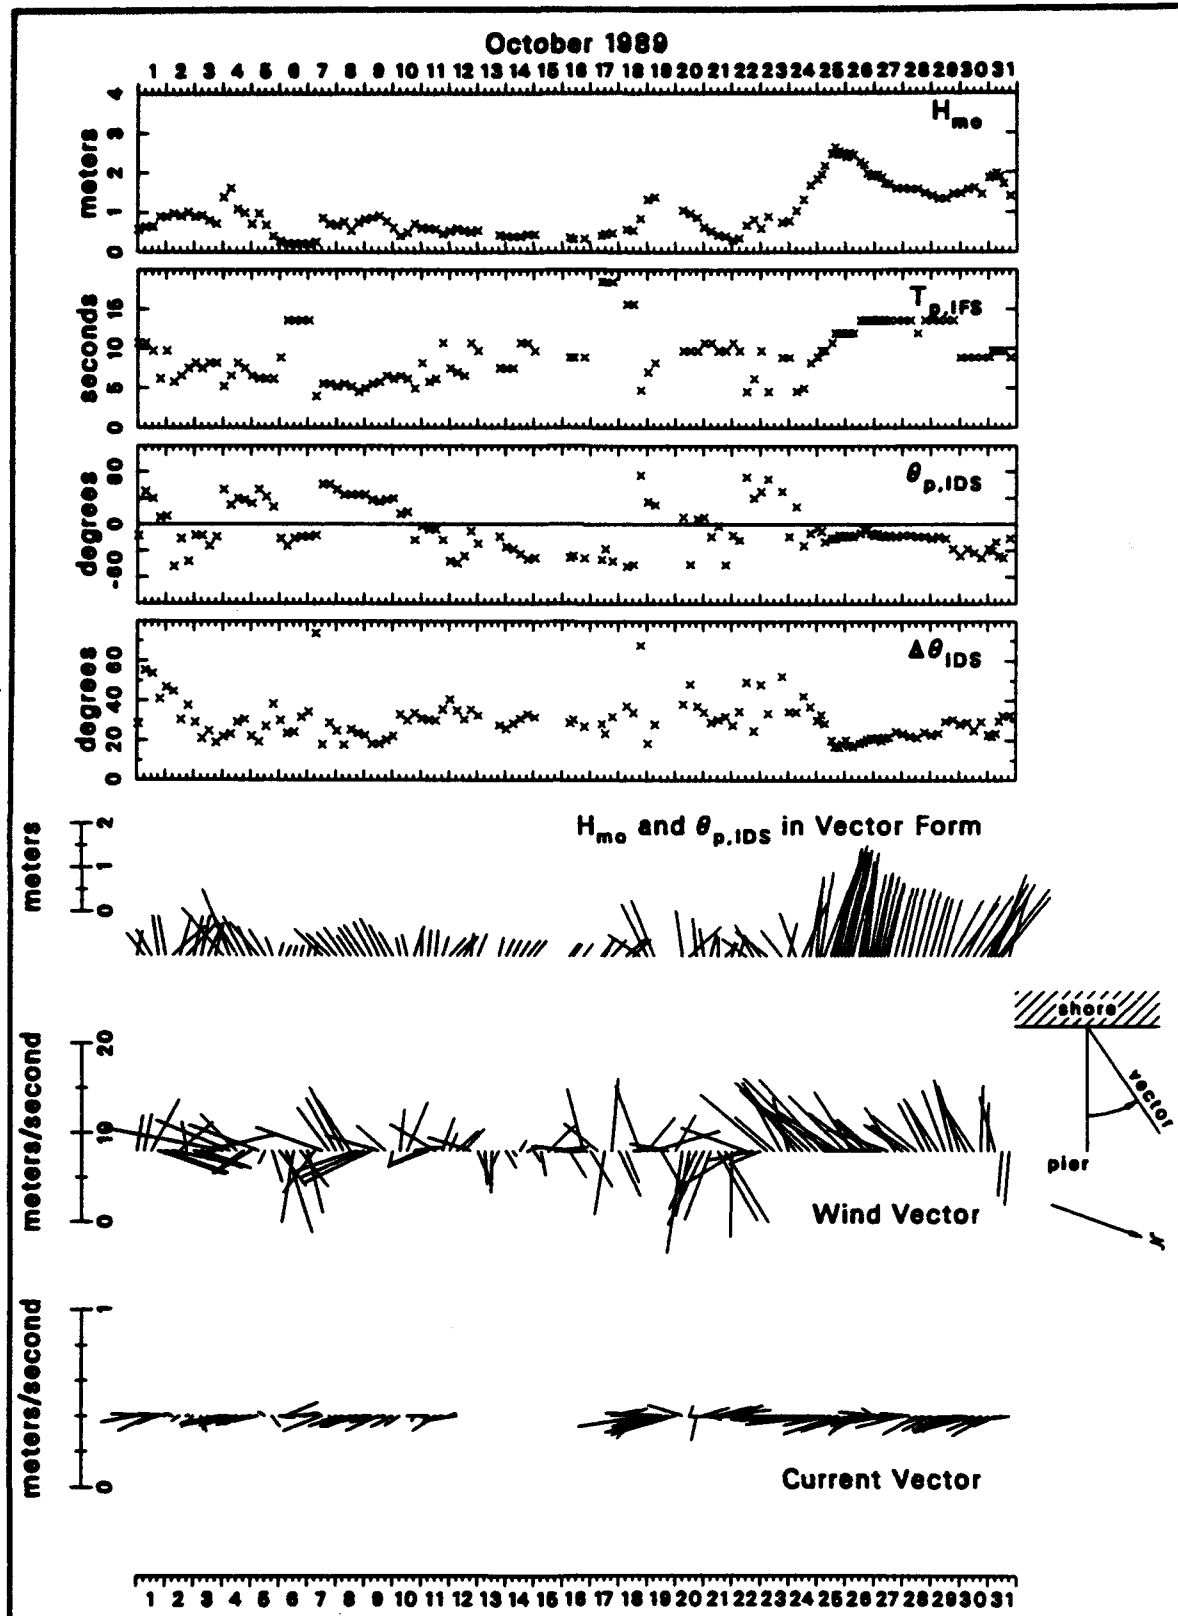 October 1989
1 2 3 4 5 6 7 8 9 10 11 12 13 14 15 16 17 18 19 20 21 22 23 24 25 26 27 28 29 30 31
4
3
2
1
0
meters
H_mo
15
10
5
0
seconds
T_p,IFS
60
0
-60
degrees
θ_p,IDS
60
40
20
0
degrees
Δθ_IDS
2
1
0
meters
H_mo and θ_p,IDS in Vector Form
shore
vector
pier
N
20
10
0
meters/second
Wind Vector
1
0
meters/second
Current Vector
1 2 3 4 5 6 7 8 9 10 11 12 13 14 15 16 17 18 19 20 21 22 23 24 25 26 27 28 29 30 31